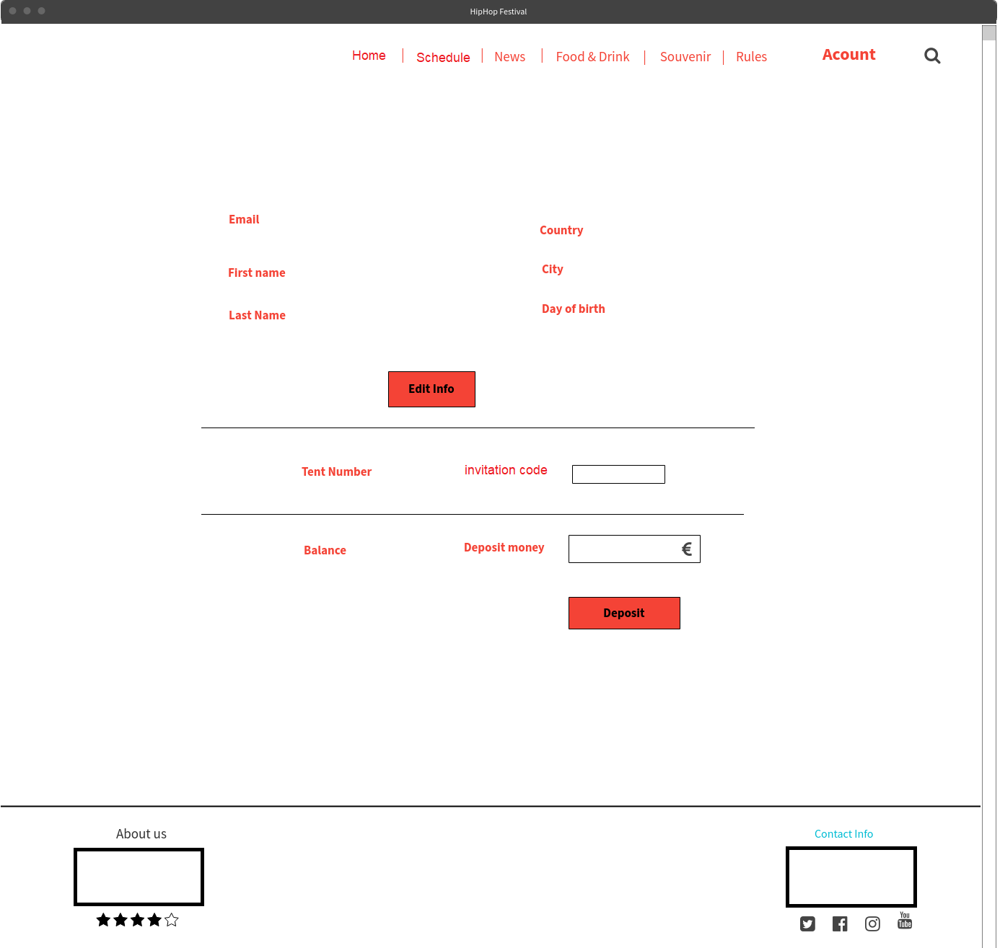 HipHop Festival
Home | Schedule | News | Food & Drink | Souvenir | Rules Acount
Email
Country
First name
City
Last Name
Day of birth
Edit Info
Tent Number invitation code
Balance Deposit money €
Deposit
About us Contact Info
You
Tube